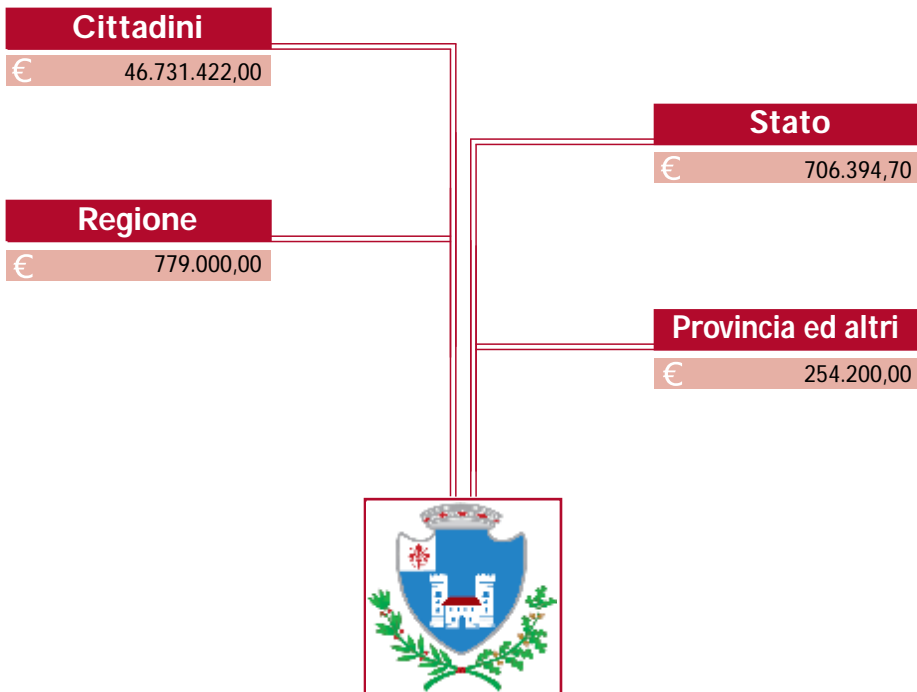 Cittadini
€ 46.731.422,00
Stato
€ 706.394,70
Regione
€ 779.000,00
Provincia ed altri
€ 254.200,00